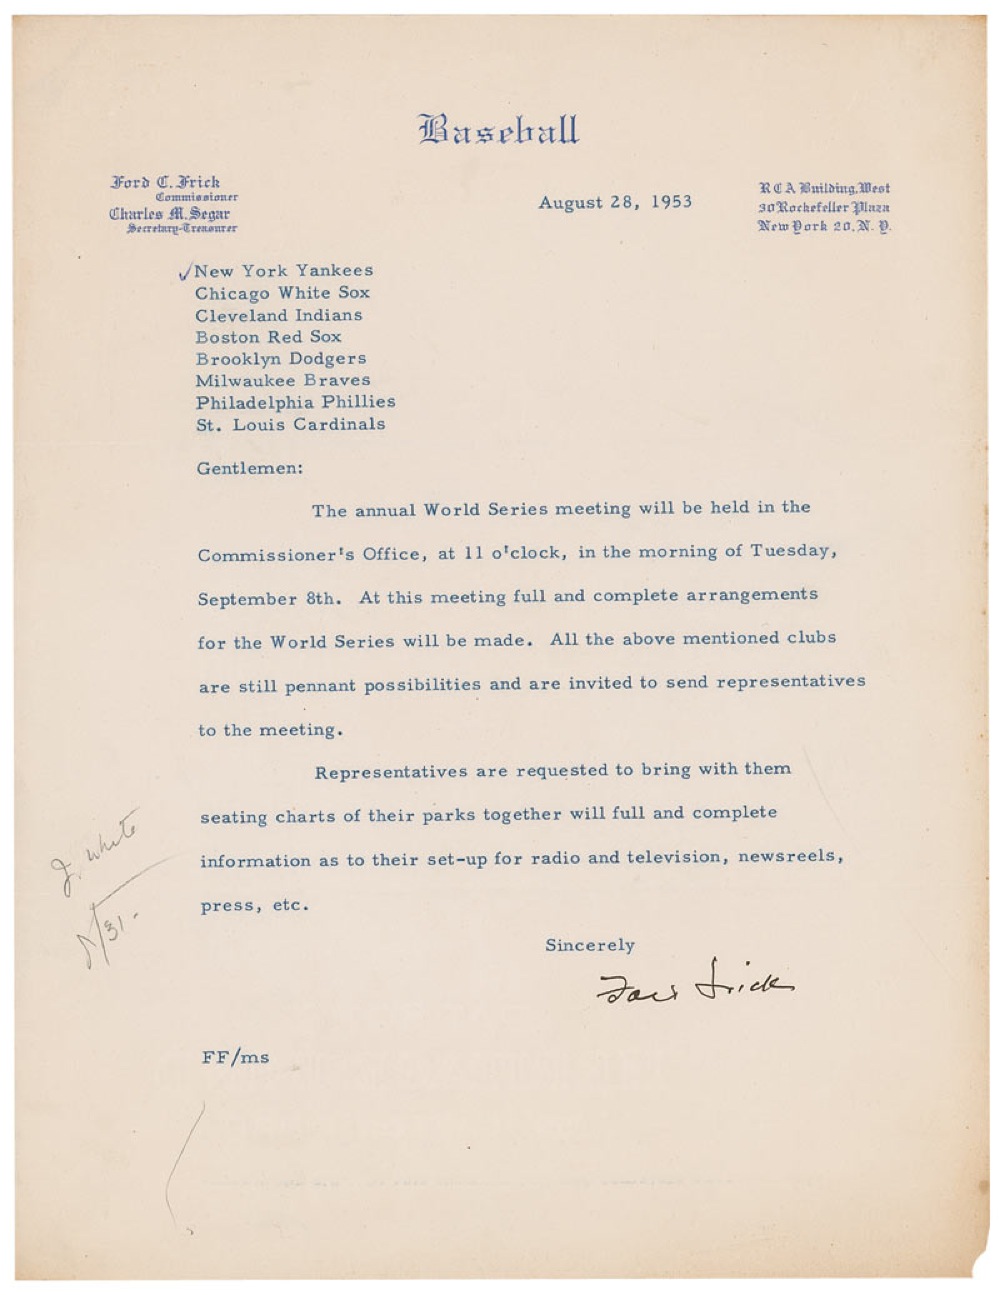 Baseball
Ford C. Frick
Commissioner
Charles M. Segar
Secretary-Treasurer
August 28, 1953
RCA Building, West
30 Rockefeller Plaza
New York 20, N. Y.
✓New York Yankees
Chicago White Sox
Cleveland Indians
Boston Red Sox
Brooklyn Dodgers
Milwaukee Braves
Philadelphia Phillies
St. Louis Cardinals
Gentlemen:
The annual World Series meeting will be held in the
Commissioner's Office, at 11 o'clock, in the morning of Tuesday,
September 8th. At this meeting full and complete arrangements
for the World Series will be made. All the above mentioned clubs
are still pennant possibilities and are invited to send representatives
to the meeting.
Representatives are requested to bring with them
seating charts of their parks together will full and complete
information as to their set-up for radio and television, newsreels,
press, etc.
J. White
8/31-
Sincerely
Ford Frick
FF/ms